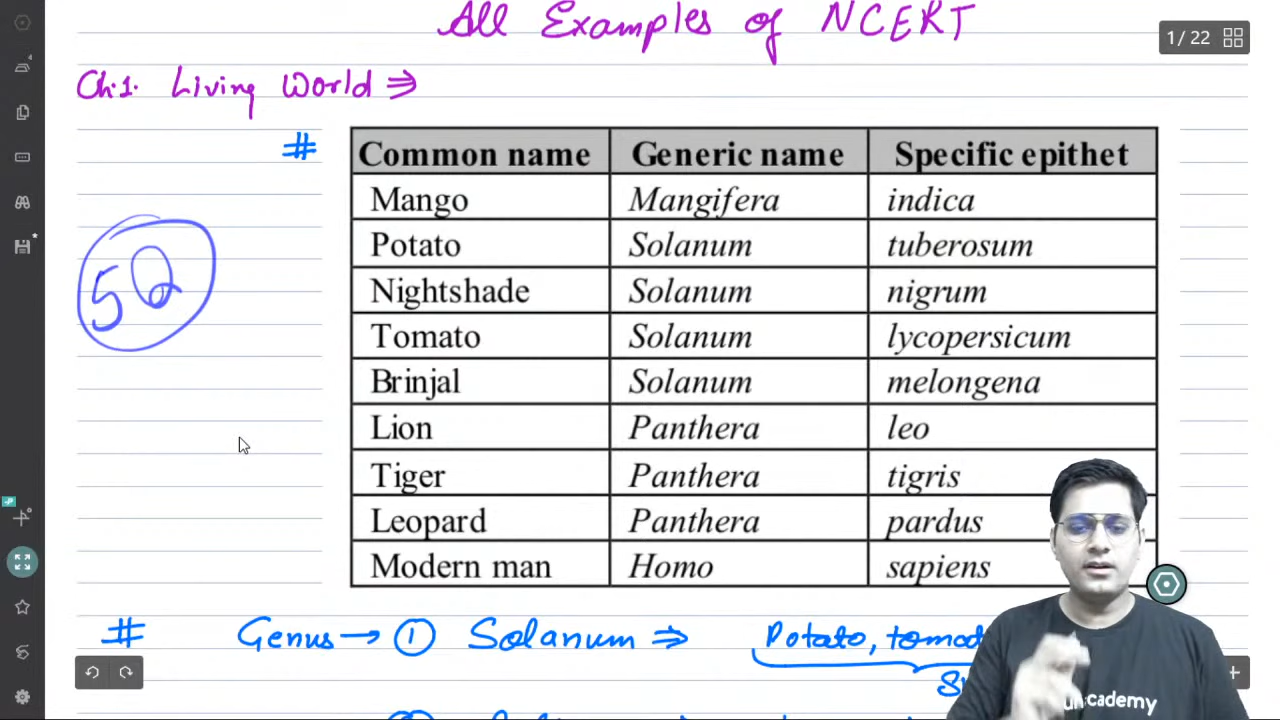 All Examples of NCERT
1/ 22
Ch.1. Living World ⇒
#
Common name Generic name Specific epithet
Mango Mangifera indica
Potato Solanum tuberosum
Nightshade Solanum nigrum
Tomato Solanum lycopersicum
Brinjal Solanum melongena
Lion Panthera leo
Tiger Panthera tigris
Leopard Panthera pardus
Modern man Homo sapiens
5Q
# Genus → ① Solanum ⇒ Potato,
cademy